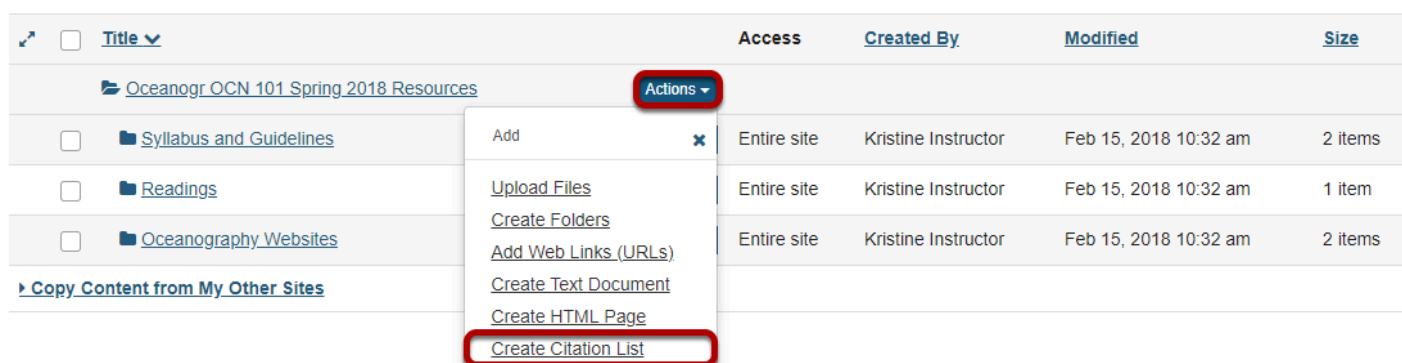 Title Access Created By Modified Size
Oceanogr OCN 101 Spring 2018 Resources Actions
Syllabus and Guidelines Add Entire site Kristine Instructor Feb 15, 2018 10:32 am 2 items
Readings Upload Files Entire site Kristine Instructor Feb 15, 2018 10:32 am 1 item
Create Folders
Oceanography Websites Entire site Kristine Instructor Feb 15, 2018 10:32 am 2 items
Add Web Links (URLs)
Copy Content from My Other Sites Create Text Document
Create HTML Page
Create Citation List